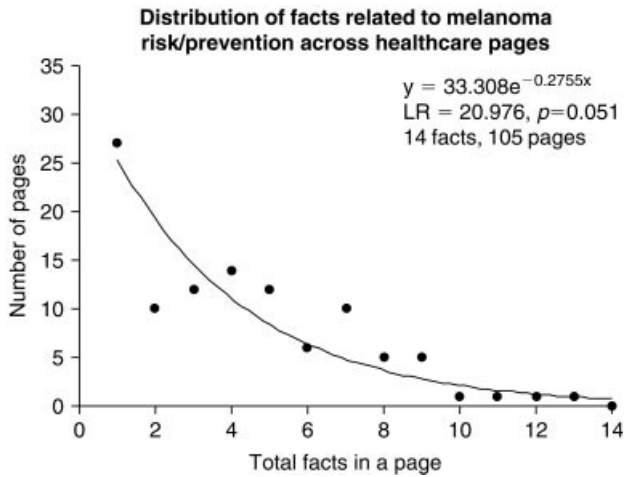 Distribution of facts related to melanoma
risk/prevention across healthcare pages
y = 33.308e^−0.2755x
LR = 20.976, p=0.051
14 facts, 105 pages
Number of pages
35
30
25
20
15
10
5
0
0 2 4 6 8 10 12 14
Total facts in a page